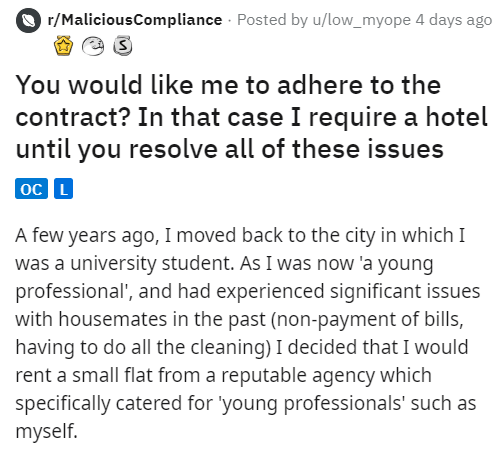 r/MaliciousCompliance · Posted by u/low_myope 4 days ago
S
You would like me to adhere to the
contract? In that case I require a hotel
until you resolve all of these issues
OC L
A few years ago, I moved back to the city in which I
was a university student. As I was now 'a young
professional', and had experienced significant issues
with housemates in the past (non-payment of bills,
having to do all the cleaning) I decided that I would
rent a small flat from a reputable agency which
specifically catered for 'young professionals' such as
myself.